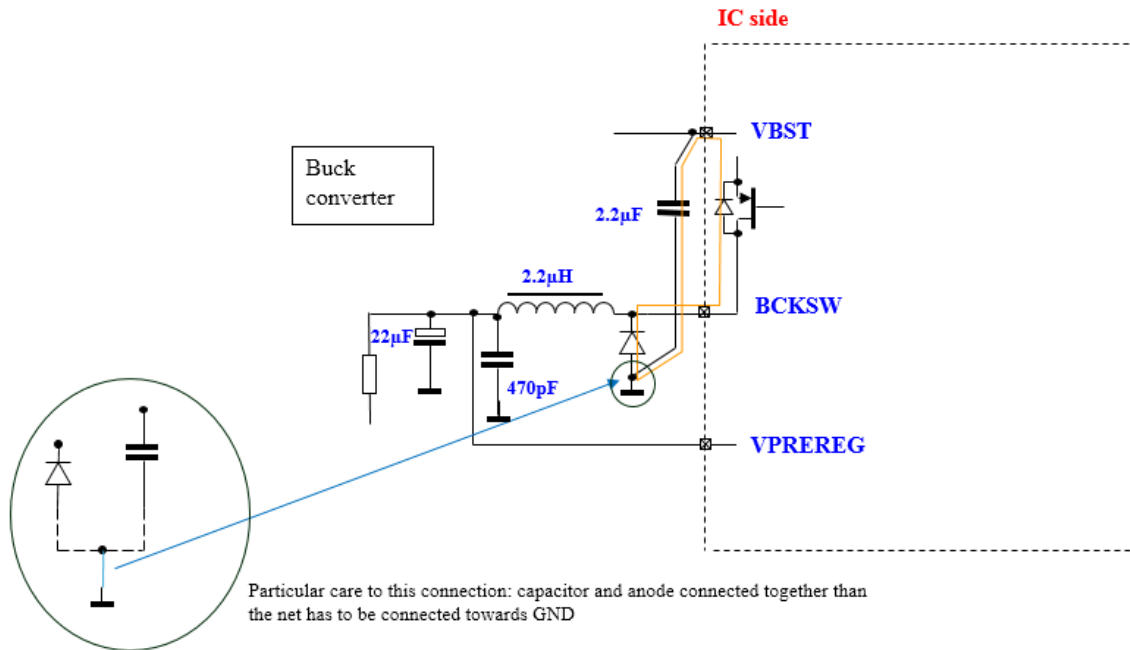 IC side
VBST
Buck
converter
2.2µF
2.2µH
BCKSW
22µF
470pF
VPREREG
Particular care to this connection: capacitor and anode connected together than
the net has to be connected towards GND